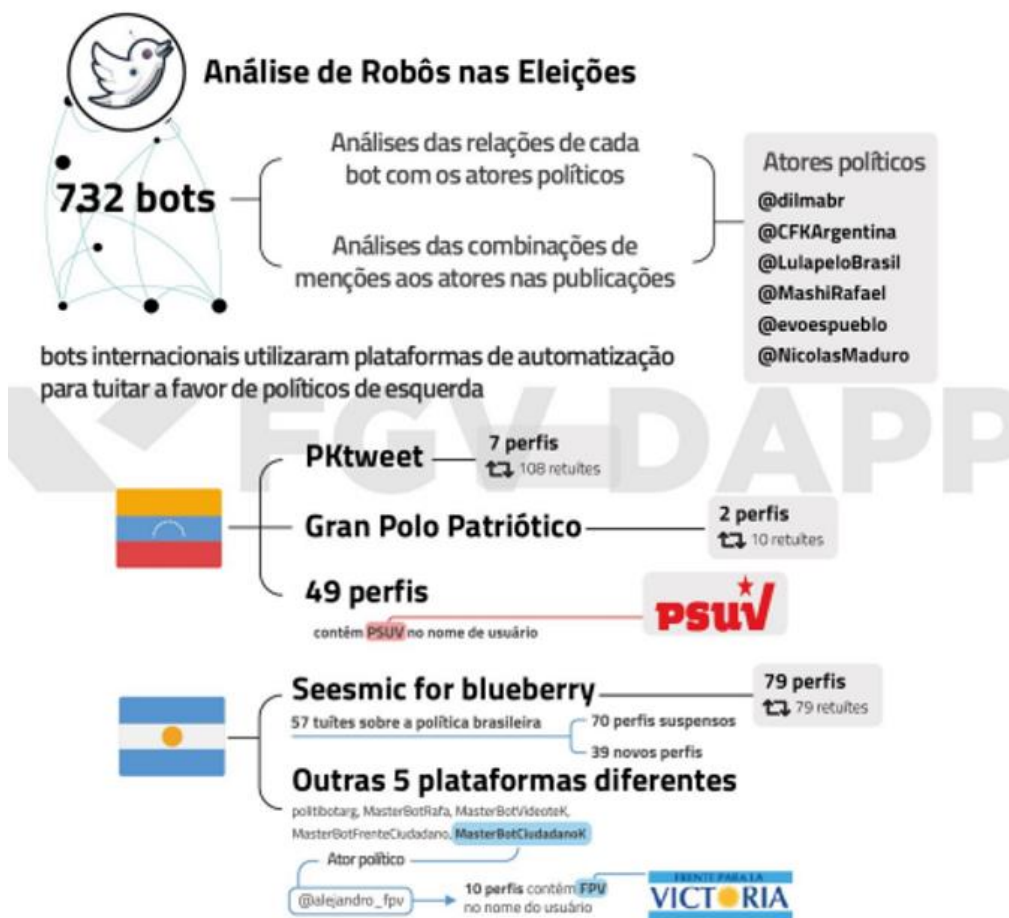 Análise de Robôs nas Eleições
732 bots
Análises das relações de cada
bot com os atores políticos
Análises das combinações de
menções aos atores nas publicações
Atores políticos
@dilmabr
@CFKArgentina
@LulapeloBrasil
@MashiRafael
@evoespueblo
@NicolasMaduro
bots internacionais utilizaram plataformas de automatização
para tuitar a favor de políticos de esquerda
FGV DAPP
PKtweet
7 perfis
108 retuítes
Gran Polo Patriótico
2 perfis
10 retuítes
49 perfis
contém PSUV no nome de usuário
PSUV
Seesmic for blueberry
79 perfis
79 retuítes
57 tuítes sobre a política brasileira
70 perfis suspensos
39 novos perfis
Outras 5 plataformas diferentes
politibotarg, MasterBotRafa, MasterBotVideoteK,
MasterBotFrenteCiudadano, MasterBotCiudadanoK
Ator político
@alejandro_fpv
10 perfis contém FPV
no nome do usuário
FRENTE PARA LA
VICTORIA